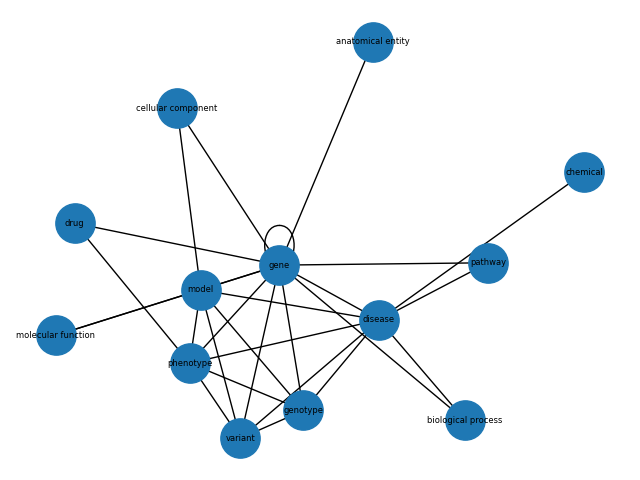 anatomical entity
cellular component
chemical
drug
gene
pathway
model
disease
molecular function
phenotype
genotype
biological process
variant